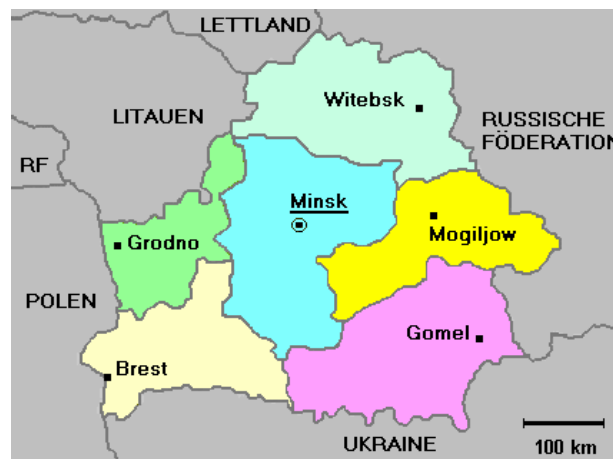 LETTLAND
Witebsk
LITAUEN
RUSSISCHE
FÖDERATION
RF
Minsk
Grodno
Mogiljow
POLEN
Gomel
Brest
UKRAINE
100 km